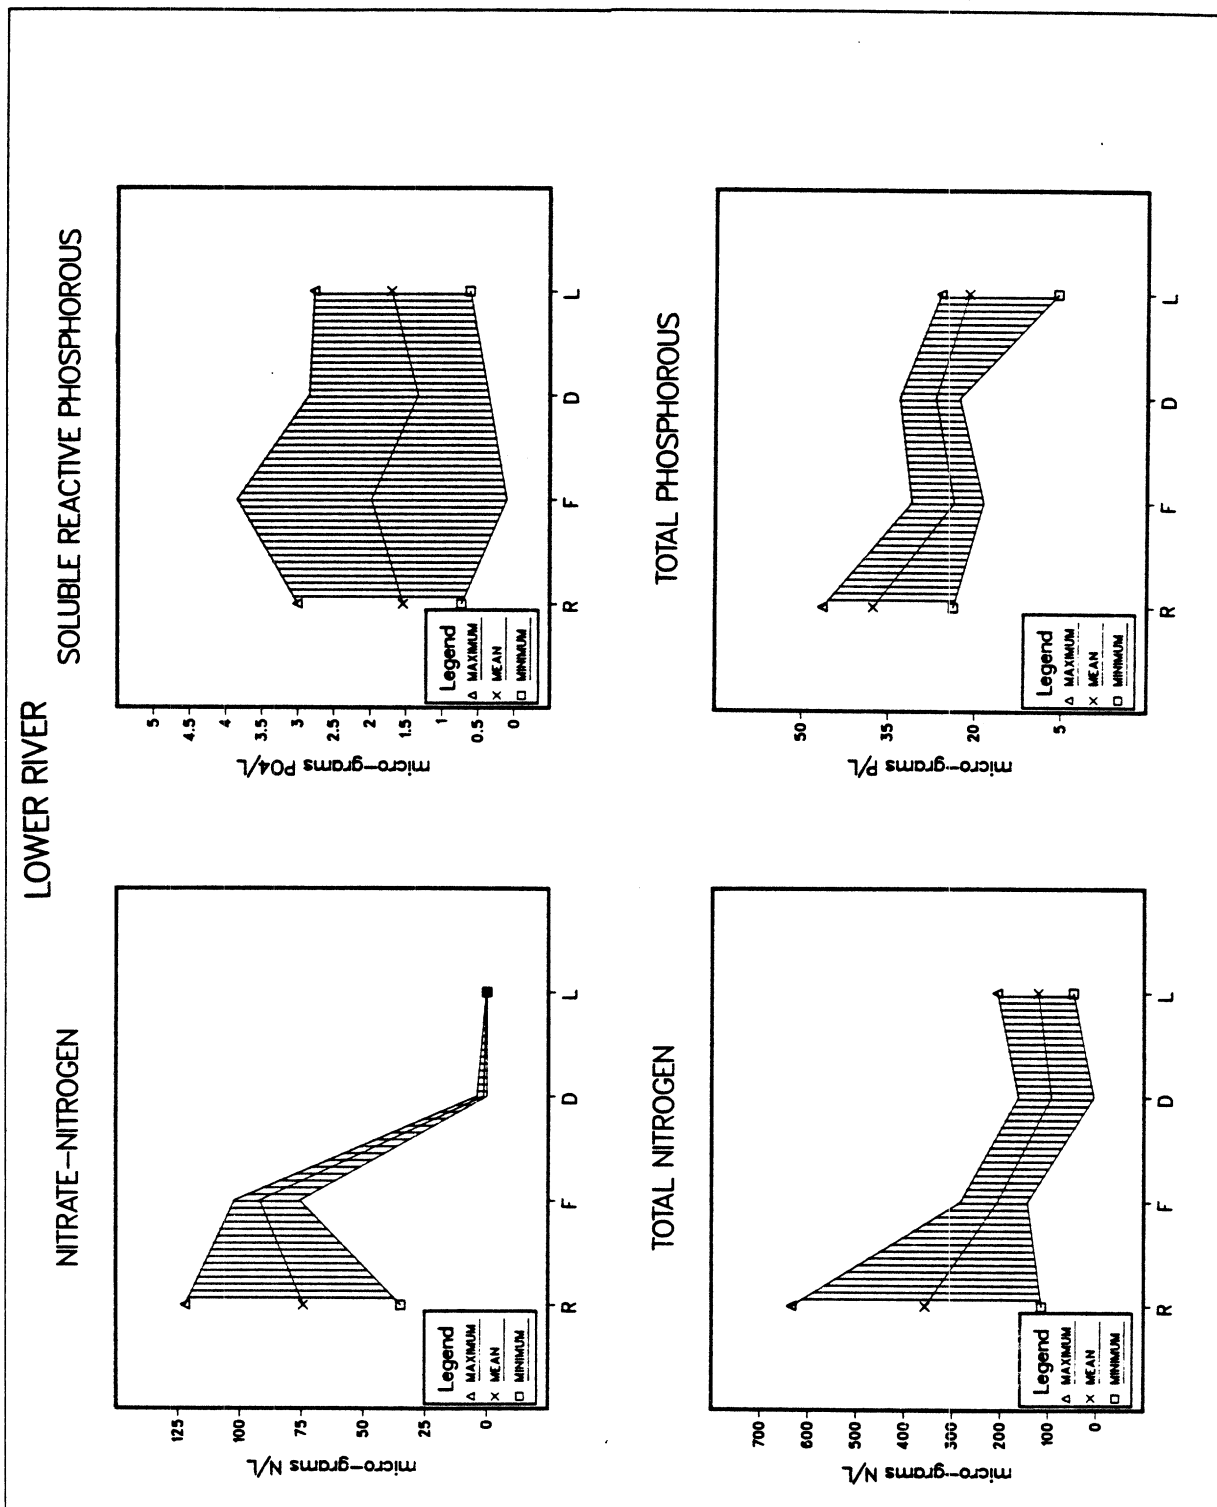 LOWER RIVER
NITRATE-NITROGEN
micro-grams N/L
125
100
75
50
25
0
R F D L
Legend
△ MAXIMUM
× MEAN
□ MINIMUM
SOLUBLE REACTIVE PHOSPHOROUS
micro-grams PO4/L
5
4.5
4
3.5
3
2.5
2
1.5
1
0.5
0
R F D L
Legend
△ MAXIMUM
× MEAN
□ MINIMUM
TOTAL NITROGEN
micro-grams N/L
700
600
500
400
300
200
100
0
R F D L
Legend
△ MAXIMUM
× MEAN
□ MINIMUM
TOTAL PHOSPHOROUS
micro-grams P/L
50
35
20
5
R F D L
Legend
△ MAXIMUM
× MEAN
□ MINIMUM